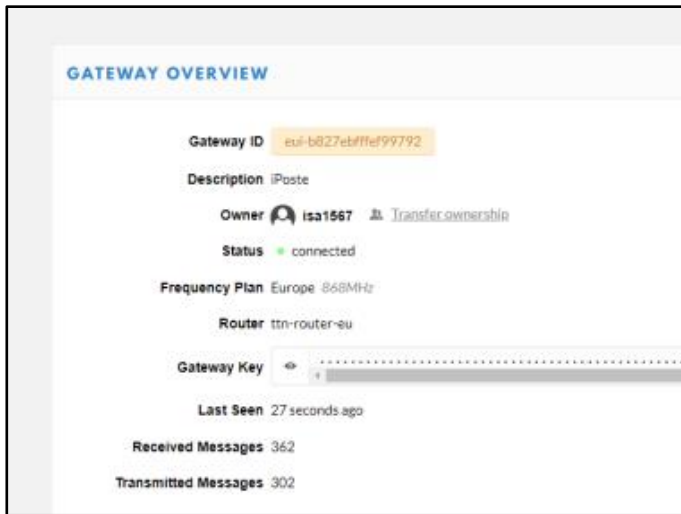 GATEWAY OVERVIEW
Gateway ID eui-b827ebfffef99792
Description iPoste
Owner isa1567 Transfer ownership
Status connected
Frequency Plan Europe 868MHz
Router ttn-router-eu
Gateway Key
Last Seen 27 seconds ago
Received Messages 362
Transmitted Messages 302